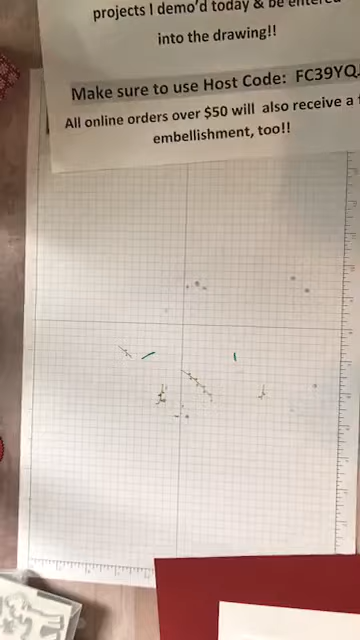 projects I demo'd today & be entered
into the drawing!!
Make sure to use Host Code: FC39YQJ
All online orders over $50 will also receive a
embellishment, too!!